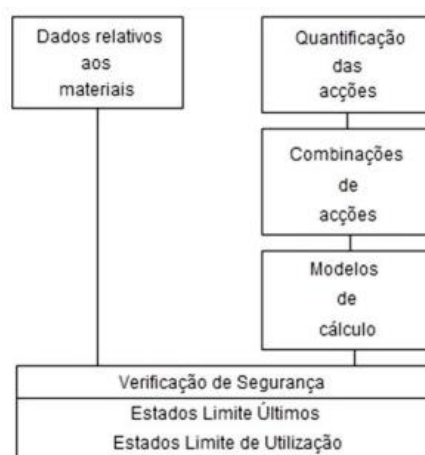 Dados relativos
aos
materiais
Quantificação
das
acções
Combinações
de
acções
Modelos
de
cálculo
Verificação de Segurança
Estados Limite Últimos
Estados Limite de Utilização